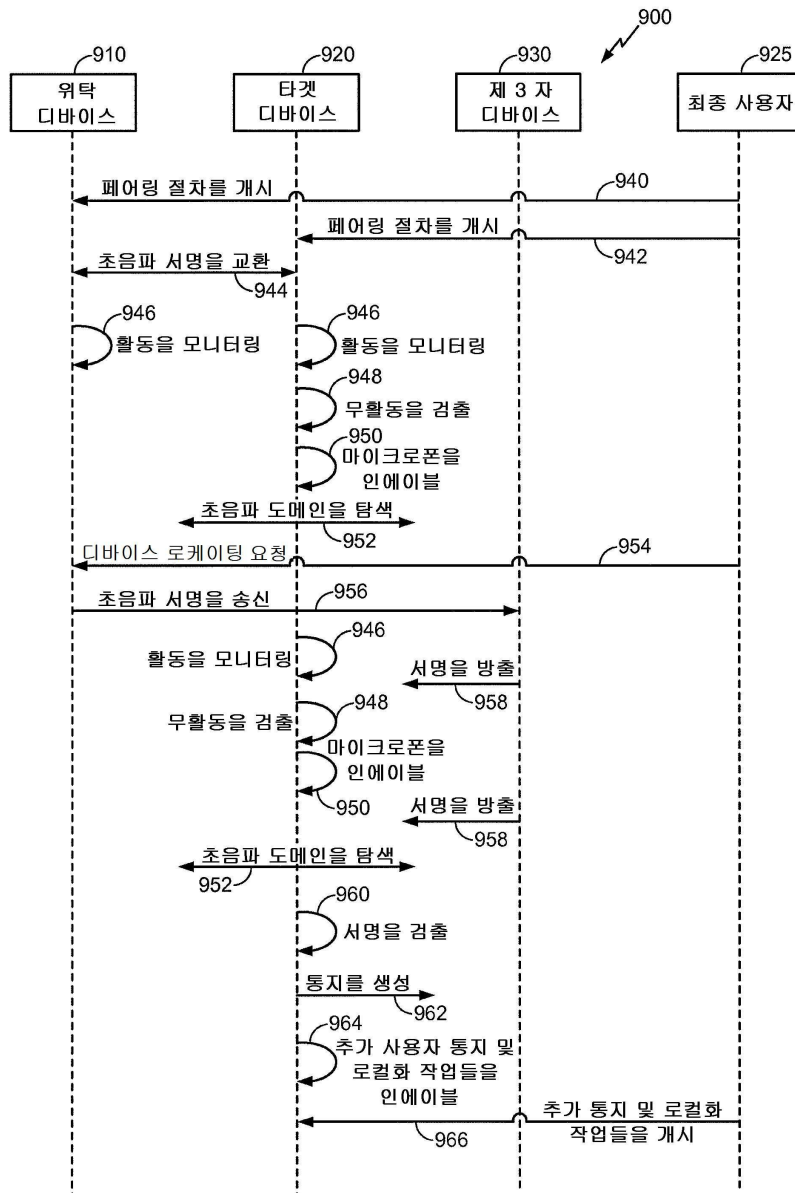 900
910
920
930
925
위탁
디바이스
타겟
디바이스
제 3 자
디바이스
최종 사용자
페어링 절차를 개시
940
페어링 절차를 개시
942
초음파 서명을 교환
944
946
활동을 모니터링
946
활동을 모니터링
948
무활동을 검출
950
마이크로폰을
인에이블
초음파 도메인을 탐색
952
954
디바이스 로케이팅 요청
초음파 서명을 송신
956
946
활동을 모니터링
서명을 방출
958
948
무활동을 검출
마이크로폰을
인에이블
950
서명을 방출
958
초음파 도메인을 탐색
952
960
서명을 검출
통지를 생성
962
964
추가 사용자 통지 및
로컬화 작업들을
인에이블
추가 통지 및 로컬화
작업들을 개시
966